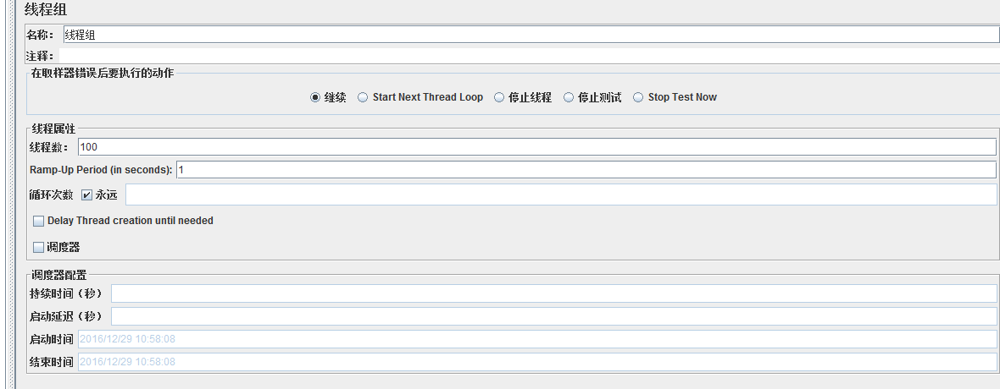 线程组
名称： 线程组
注释：
在取样器错误后要执行的动作
继续 Start Next Thread Loop 停止线程 停止测试 Stop Test Now
线程属性
线程数： 100
Ramp-Up Period (in seconds): 1
循环次数 永远
Delay Thread creation until needed
调度器
调度器配置
持续时间（秒）
启动延迟（秒）
启动时间 2016/12/29 10:58:08
结束时间 2016/12/29 10:58:08